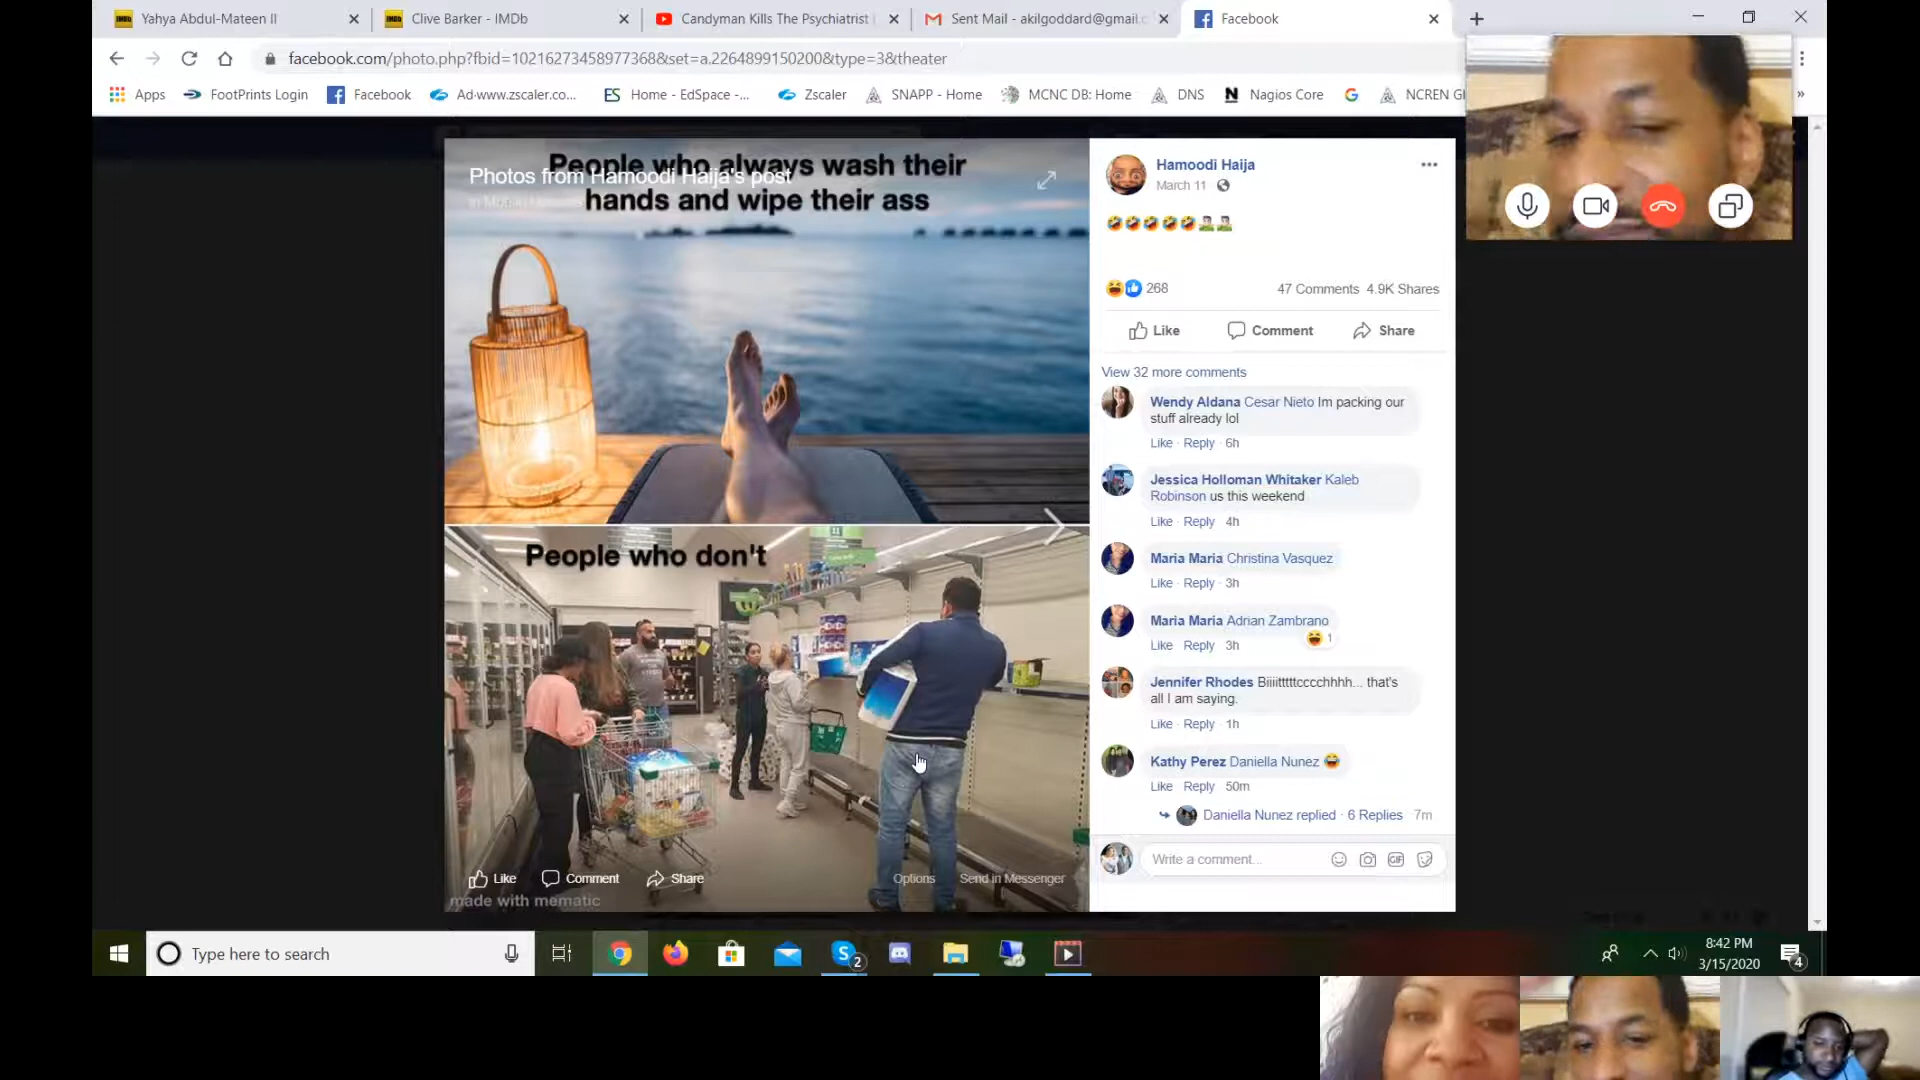 Yahya Abdul-Mateen II
Clive Barker - IMDb
Candyman Kills The Psychiatrist
Sent Mail - akilgoddard@gmail.c
Facebook
facebook.com/photo.php?fbid=10216273458977368&set=a.2264899150200&type=3&theater
Apps
FootPrints Login
Facebook
Ad·www.zscaler.co...
ES Home - EdSpace -...
Zscaler
SNAPP - Home
MCNC DB: Home
DNS
N Nagios Core
G
NCREN Gl
People who always wash their
hands and wipe their ass
Photos from Hamoodi Haija's post
People who don't
Like
Comment
Share
Options
Send in Messenger
made with mematic
Hamoodi Haija
March 11
268
47 Comments 4.9K Shares
Like
Comment
Share
View 32 more comments
Wendy Aldana Cesar Nieto Im packing our
stuff already lol
Like · Reply · 6h
Jessica Holloman Whitaker Kaleb
Robinson us this weekend
Like · Reply · 4h
Maria Maria Christina Vasquez
Like · Reply · 3h
Maria Maria Adrian Zambrano
1
Like · Reply · 3h
Jennifer Rhodes Biiiittttttcccchhhh... that's
all I am saying.
Like · Reply · 1h
Kathy Perez Daniella Nunez
Like · Reply · 50m
Daniella Nunez replied · 6 Replies 7m
Write a comment...
GIF
Type here to search
S 2
8:42 PM
3/15/2020
4